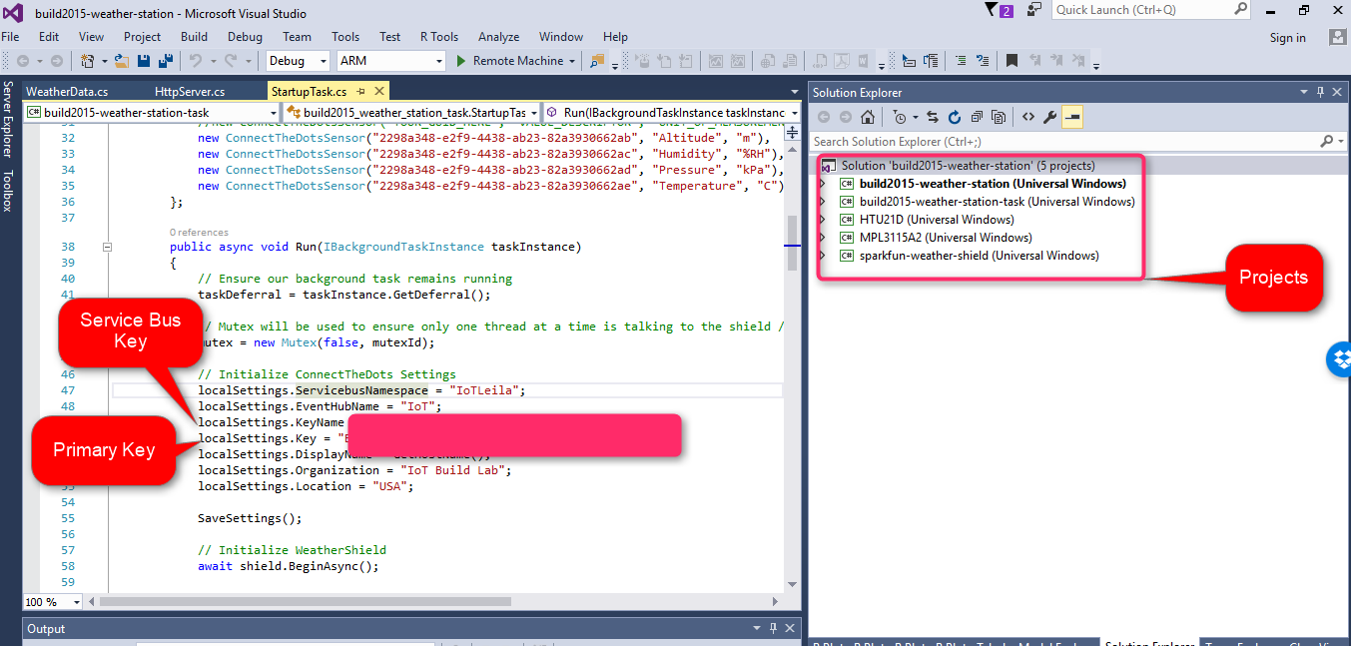 build2015-weather-station - Microsoft Visual Studio
2
Quick Launch (Ctrl+Q)
File Edit View Project Build Debug Team Tools Test R Tools Analyze Window Help
Sign in
Debug ARM Remote Machine
Server Explorer
Toolbox
WeatherData.cs HttpServer.cs StartupTask.cs
build2015-weather-station-task build2015_weather_station_task.StartupTas Run(IBackgroundTaskInstance taskInstanc
32 new ConnectTheDotsSensor("2298a348-e2f9-4438-ab23-82a3930662ab", "Altitude", "m"),
33 new ConnectTheDotsSensor("2298a348-e2f9-4438-ab23-82a3930662ac", "Humidity", "%RH"),
34 new ConnectTheDotsSensor("2298a348-e2f9-4438-ab23-82a3930662ad", "Pressure", "kPa"),
35 new ConnectTheDotsSensor("2298a348-e2f9-4438-ab23-82a3930662ae", "Temperature", "C")
36 };
37
0 references
38 public async void Run(IBackgroundTaskInstance taskInstance)
39 {
40 // Ensure our background task remains running
41 taskDeferral = taskInstance.GetDeferral();
/ Mutex will be used to ensure only one thread at a time is talking to the shield /
mutex = new Mutex(false, mutexId);
46 // Initialize ConnectTheDots Settings
47 localSettings.ServicebusNamespace = "IoTLeila";
48 localSettings.EventHubName = "IoT";
localSettings.KeyName
localSettings.Key = "
localSettings.DisplayName =
localSettings.Organization = "IoT Build Lab";
53 localSettings.Location = "USA";
54
55 SaveSettings();
56
57 // Initialize WeatherShield
58 await shield.BeginAsync();
59
100 %
Output
Service Bus
Key
Primary Key
Solution Explorer
Search Solution Explorer (Ctrl+;)
Solution 'build2015-weather-station' (5 projects)
build2015-weather-station (Universal Windows)
build2015-weather-station-task (Universal Windows)
HTU21D (Universal Windows)
MPL3115A2 (Universal Windows)
sparkfun-weather-shield (Universal Windows)
Projects
Solution Explorer